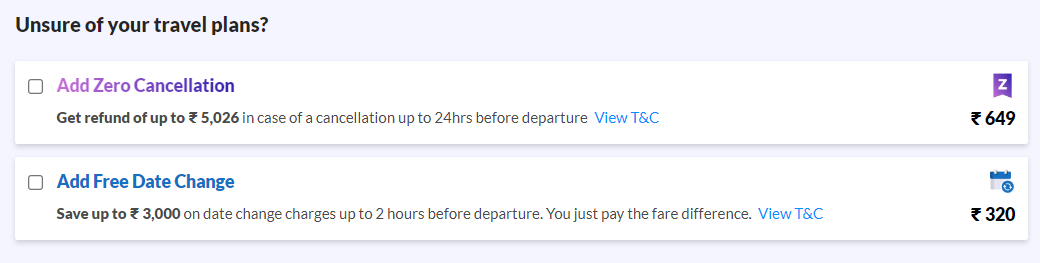 Unsure of your travel plans?
Add Zero Cancellation
Z
Get refund of up to ₹ 5,026 in case of a cancellation up to 24hrs before departure View T&C
₹ 649
Add Free Date Change
Save up to ₹ 3,000 on date change charges up to 2 hours before departure. You just pay the fare difference. View T&C
₹ 320